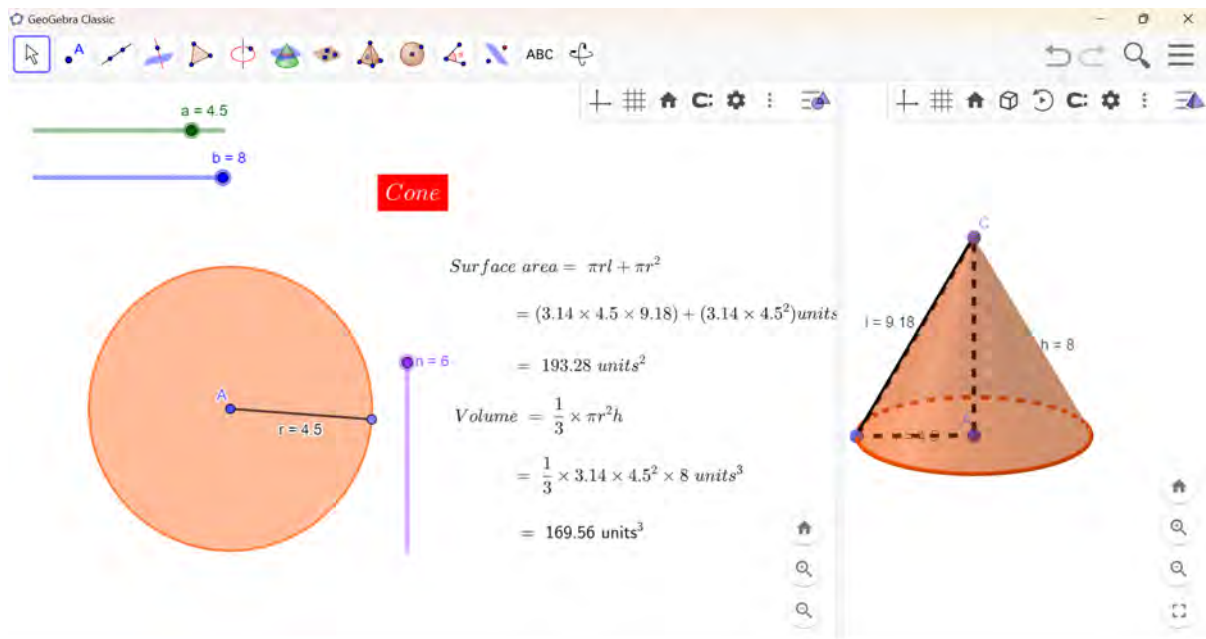 GeoGebra Classic
A
ABC
a = 4.5
b = 8
Cone
Surface area = πrl + πr²
= (3.14 × 4.5 × 9.18) + (3.14 × 4.5²)units
= 193.28 units²
n = 6
Volume = 1/3 × πr²h
= 1/3 × 3.14 × 4.5² × 8 units³
= 169.56 units³
A
r = 4.5
C
l = 9.18
h = 8